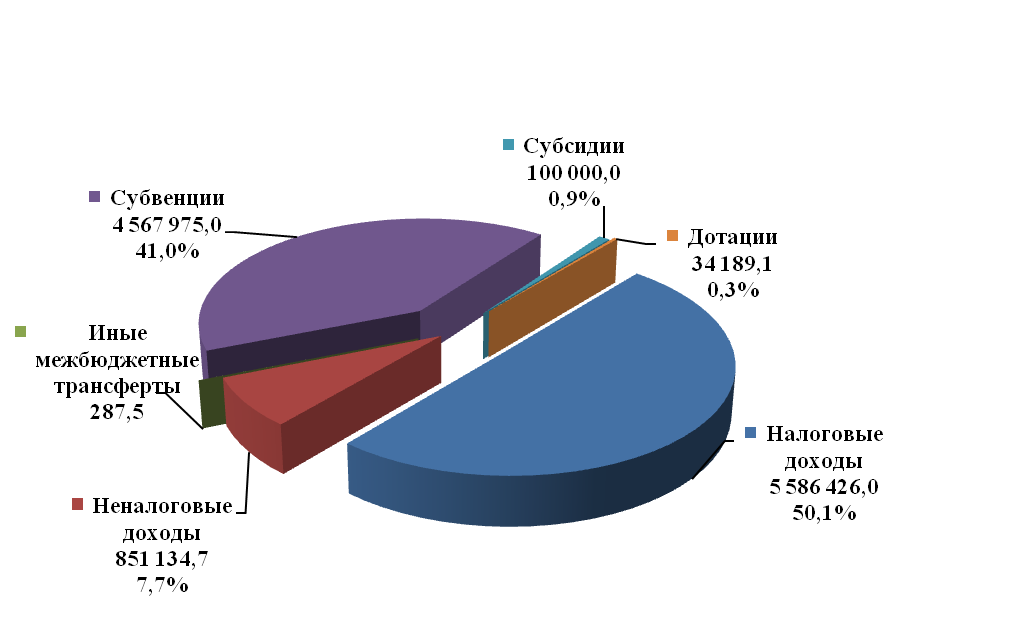 Субсидии
100 000,0
0,9%
Субвенции
4 567 975,0
41,0%
Дотации
34 189,1
0,3%
Иные
межбюджетные
трансферты
287,5
Налоговые
доходы
5 586 426,0
50,1%
Неналоговые
доходы
851 134,7
7,7%